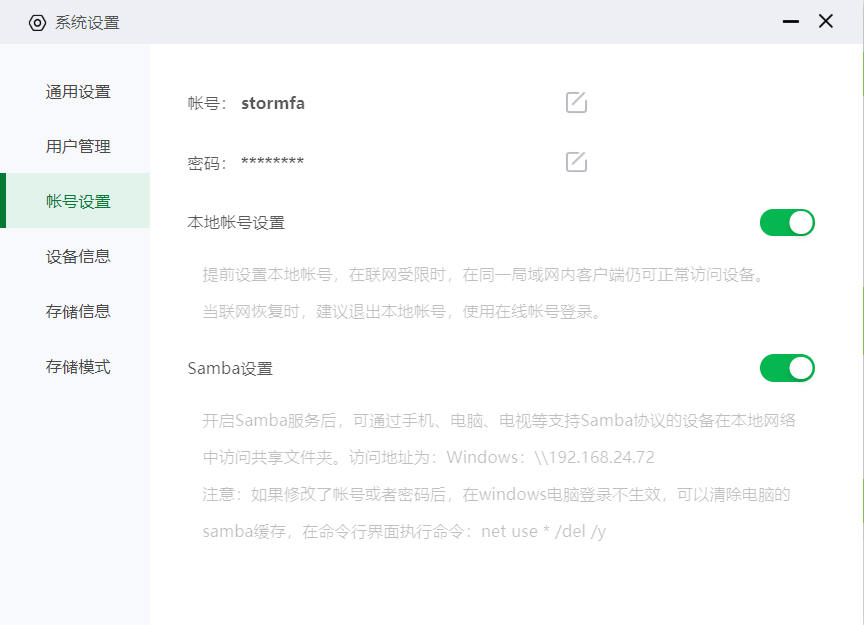 系统设置
通用设置
用户管理
帐号设置
设备信息
存储信息
存储模式
帐号： stormfa
密码： ********
本地帐号设置
提前设置本地帐号，在联网受限时，在同一局域网内客户端仍可正常访问设备。
当联网恢复时，建议退出本地帐号，使用在线帐号登录。
Samba设置
开启Samba服务后，可通过手机、电脑、电视等支持Samba协议的设备在本地网络
中访问共享文件夹。访问地址为：Windows：\\192.168.24.72
注意：如果修改了帐号或者密码后，在windows电脑登录不生效，可以清除电脑的
samba缓存，在命令行界面执行命令：net use * /del /y